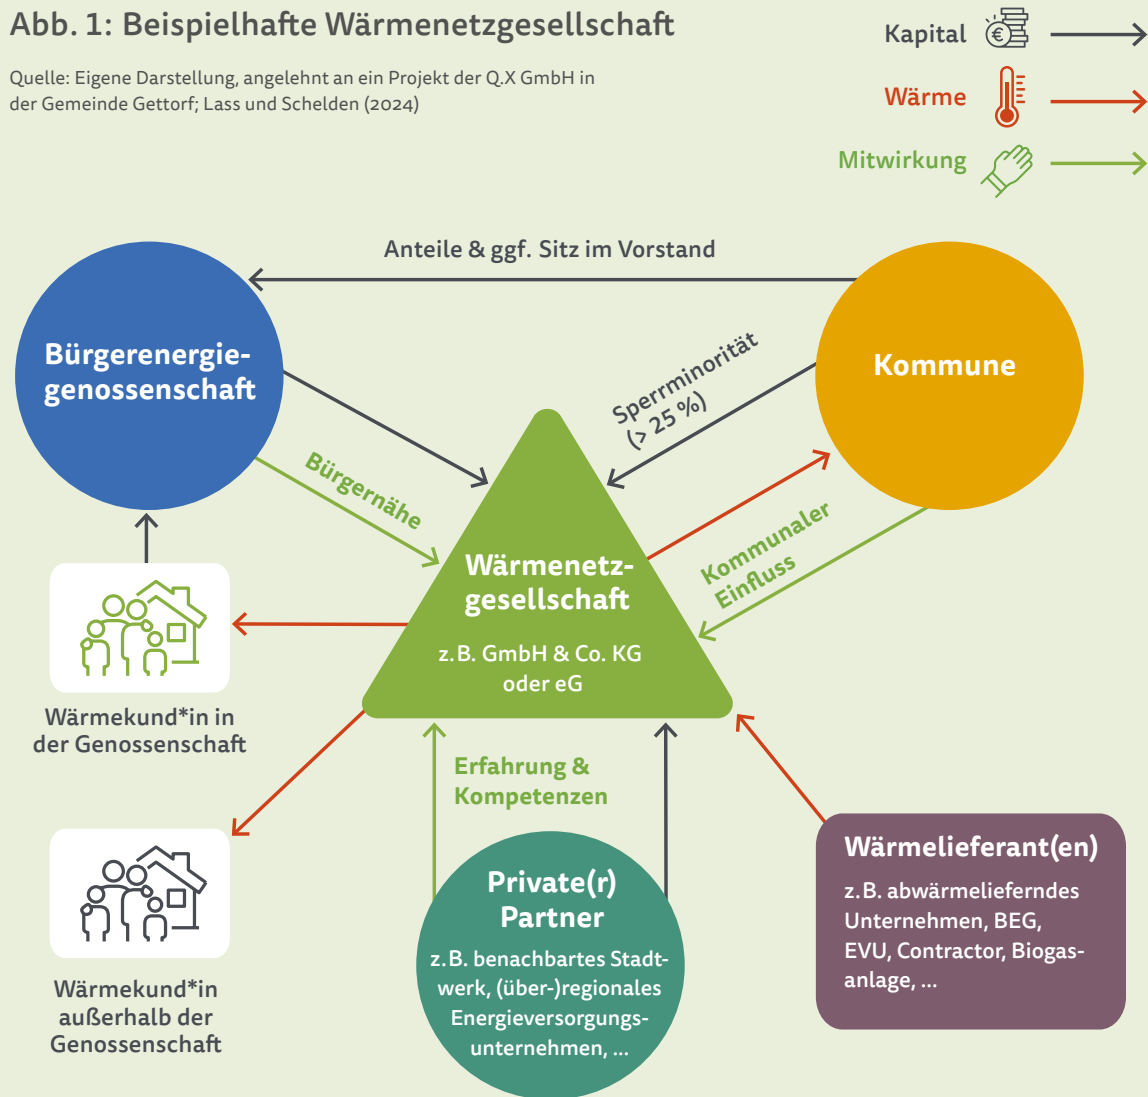 Abb. 1: Beispielhafte Wärmenetzgesellschaft
Quelle: Eigene Darstellung, angelehnt an ein Projekt der Q.X GmbH in
der Gemeinde Gettorf; Lass und Schelden (2024)
Kapital
€
Wärme
Mitwirkung
Anteile & ggf. Sitz im Vorstand
Bürgerenergie-
genossenschaft
Kommune
Sperrminorität
(> 25 %)
Bürgernähe
Kommunaler
Einfluss
Wärmenetz-
gesellschaft
z.B. GmbH & Co. KG
oder eG
Wärmekund*in in
der Genossenschaft
Erfahrung &
Kompetenzen
Wärmekund*in
außerhalb der
Genossenschaft
Private(r)
Partner
z.B. benachbartes Stadt-
werk, (über-)regionales
Energieversorgungs-
unternehmen, ...
Wärmelieferant(en)
z.B. abwärmelieferndes
Unternehmen, BEG,
EVU, Contractor, Biogas-
anlage, ...